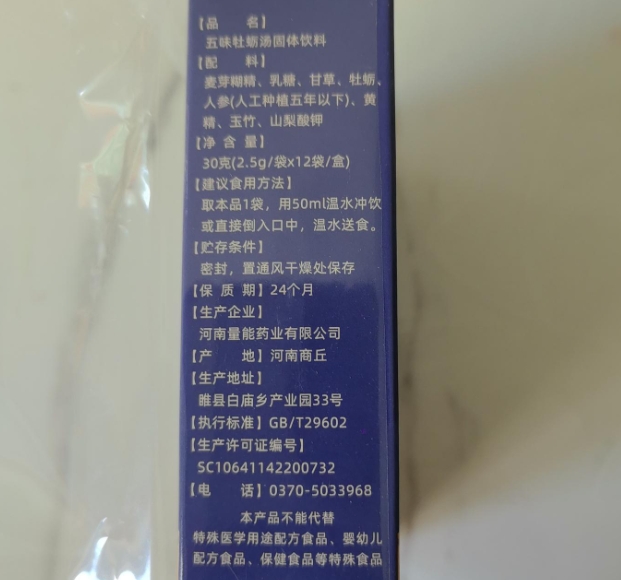 【品 名】
五味牡蛎汤固体饮料
【配 料】
麦芽糊精、乳糖、甘草、牡蛎、
人参(人工种植五年以下)、黄
精、玉竹、山梨酸钾
【净 含 量】
30克(2.5g/袋x12袋/盒)
【建议食用方法】
取本品1袋，用50ml温水冲饮
或直接倒入口中，温水送食。
【贮存条件】
密封，置通风干燥处保存
【保 质 期】24个月
【生产企业】
河南量能药业有限公司
【产 地】河南商丘
【生产地址】
睢县白庙乡产业园33号
【执行标准】GB/T29602
【生产许可证编号】
SC10641142200732
【电 话】0370-5033968
本产品不能代替
特殊医学用途配方食品、婴幼儿
配方食品、保健食品等特殊食品